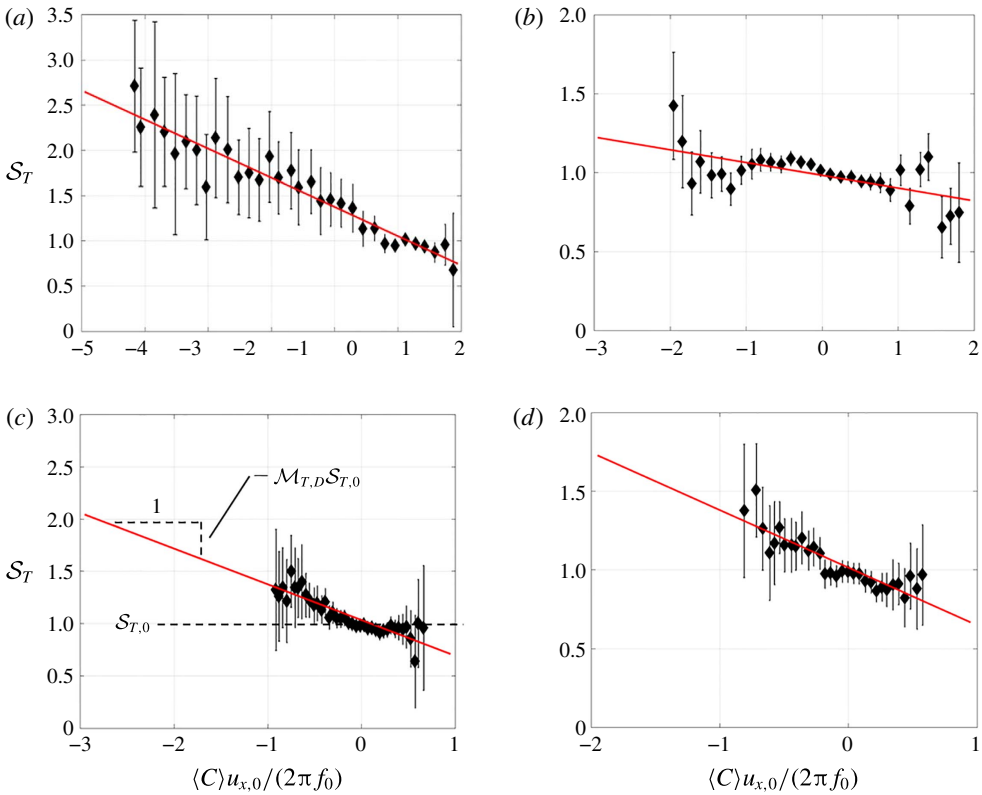 (a)
3.5
3.0
2.5
2.0
1.5
1.0
0.5
0
S_T
−5 −4 −3 −2 −1 0 1 2
(b)
2.0
1.5
1.0
0.5
0
−3 −2 −1 0 1 2
(c)
3.0
2.5
2.0
1.5
1.0
0.5
0
S_T
1
− M_{T,D}S_{T,0}
S_{T,0}
−3 −2 −1 0 1
⟨C⟩u_{x,0}/(2πf_0)
(d)
2.0
1.5
1.0
0.5
0
−2 −1 0 1
⟨C⟩u_{x,0}/(2πf_0)